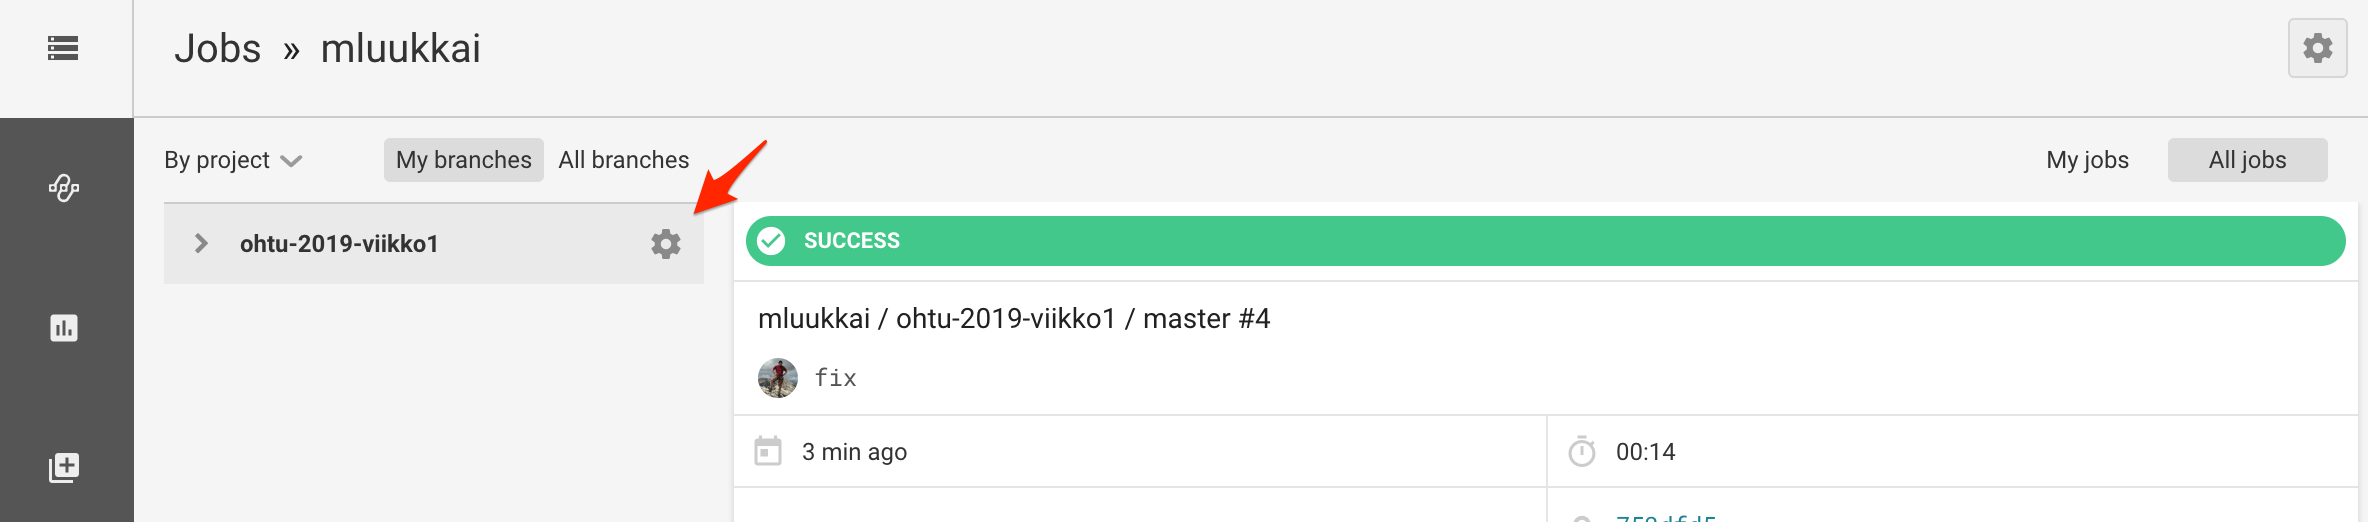 Jobs » mluukkai
By project My branches All branches My jobs All jobs
ohtu-2019-viikko1
SUCCESS
mluukkai / ohtu-2019-viikko1 / master #4
fix
3 min ago 00:14